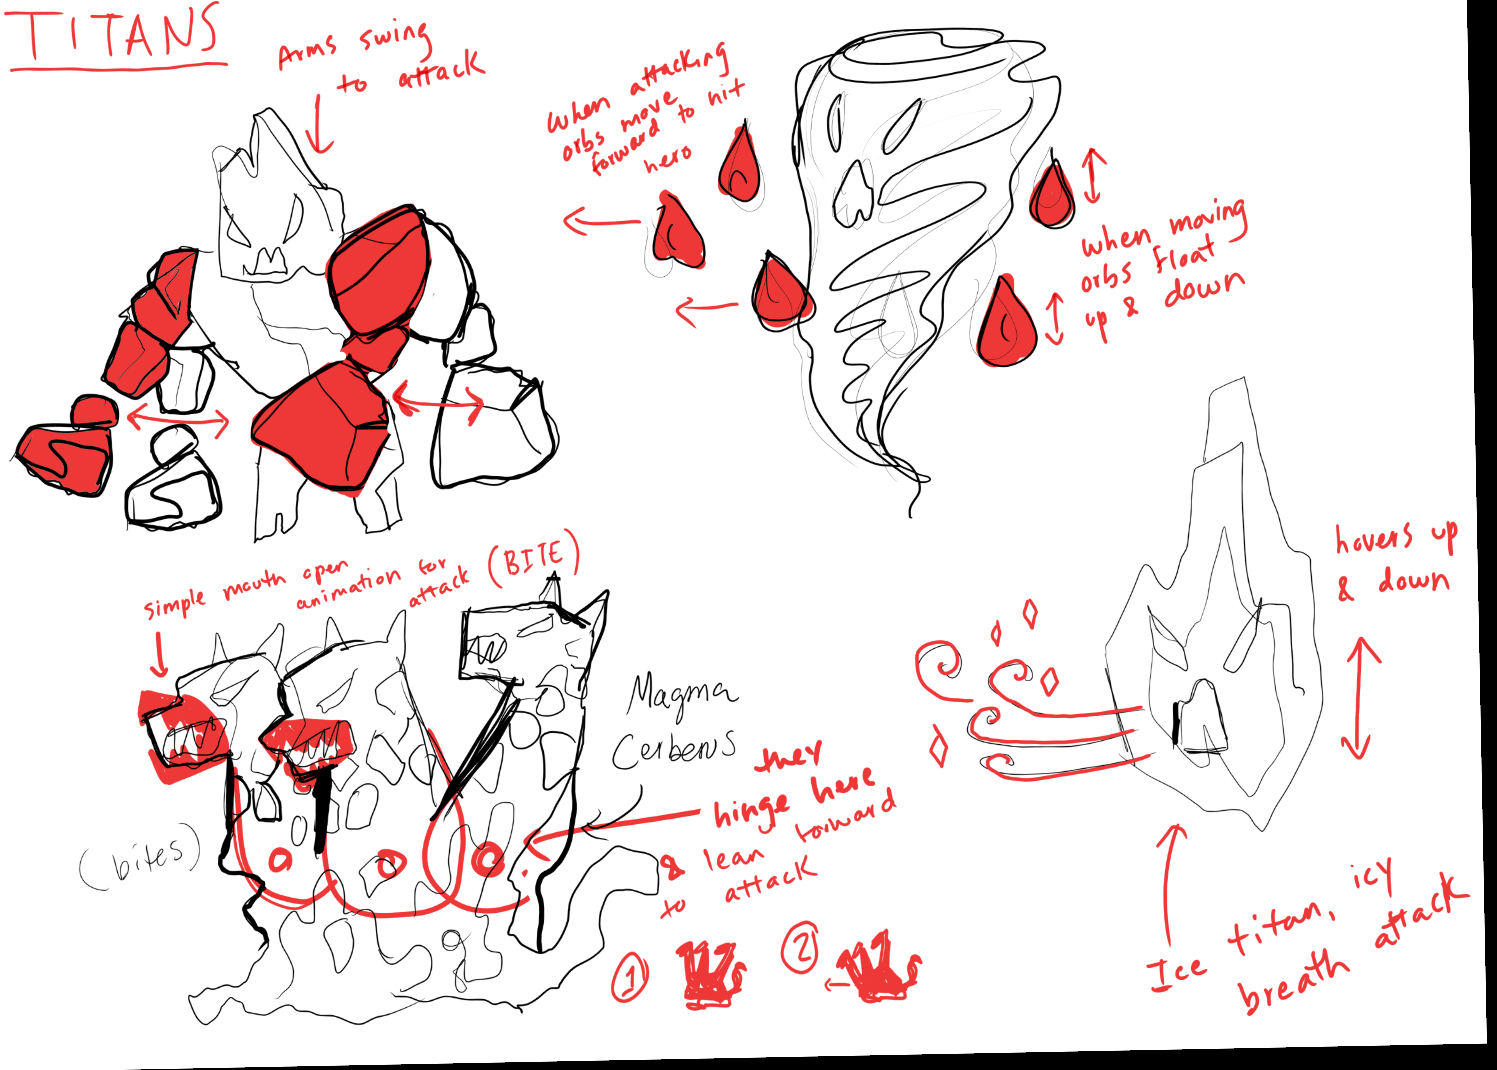 TITANS
Arms swing
to attack
when attacking
orbs move
forward to hit
hero
when moving
orbs float
up & down
simple mouth open
animation for
attack (BITE)
Magma
Cerberus
they
hinge here
& lean forward
to attack
(bites)
1
2
hovers up
& down
Ice titan, icy
breath attack